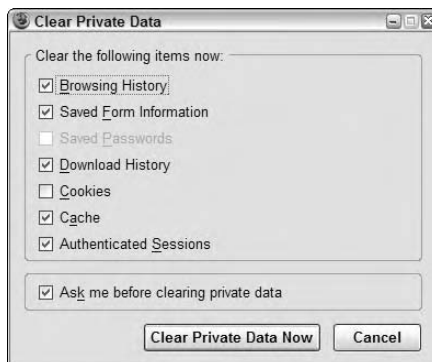 Clear Private Data
Clear the following items now:
Browsing History
Saved Form Information
Saved Passwords
Download History
Cookies
Cache
Authenticated Sessions
Ask me before clearing private data
Clear Private Data Now Cancel